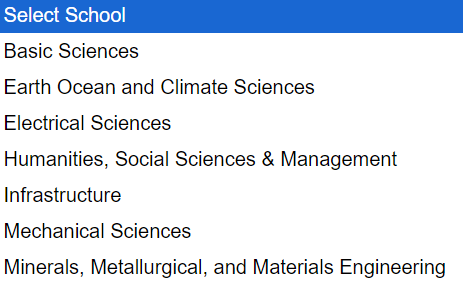 Select School
Basic Sciences
Earth Ocean and Climate Sciences
Electrical Sciences
Humanities, Social Sciences & Management
Infrastructure
Mechanical Sciences
Minerals, Metallurgical, and Materials Engineering